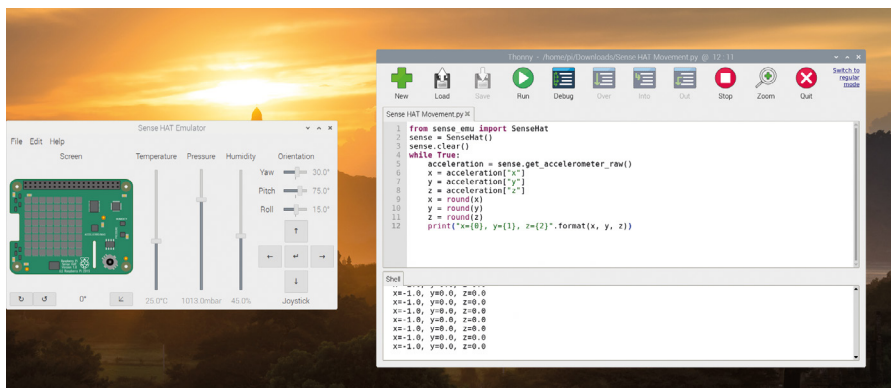 Thonny - /home/pi/Downloads/Sense HAT Movement.py @ 12 : 11
New Load Save Run Debug Over Into Out Stop Zoom Quit
Switch to
regular
mode
Sense HAT Movement.py
1 from sense_emu import SenseHat
2 sense = SenseHat()
3 sense.clear()
4 while True:
5 acceleration = sense.get_accelerometer_raw()
6 x = acceleration["x"]
7 y = acceleration["y"]
8 z = acceleration["z"]
9 x = round(x)
10 y = round(y)
11 z = round(z)
12 print("x={0}, y={1}, z={2}".format(x, y, z))
Shell
x=-1.0, y=0.0, z=0.0
x=-1.0, y=0.0, z=0.0
x=-1.0, y=0.0, z=0.0
x=-1.0, y=0.0, z=0.0
x=-1.0, y=0.0, z=0.0
x=-1.0, y=0.0, z=0.0
x=-1.0, y=0.0, z=0.0
x=-1.0, y=0.0, z=0.0
Sense HAT Emulator
File Edit Help
Screen Temperature Pressure Humidity Orientation
Yaw 30.0°
Pitch 75.0°
Roll 15.0°
0° 25.0°C 1013.0mbar 45.0% Joystick